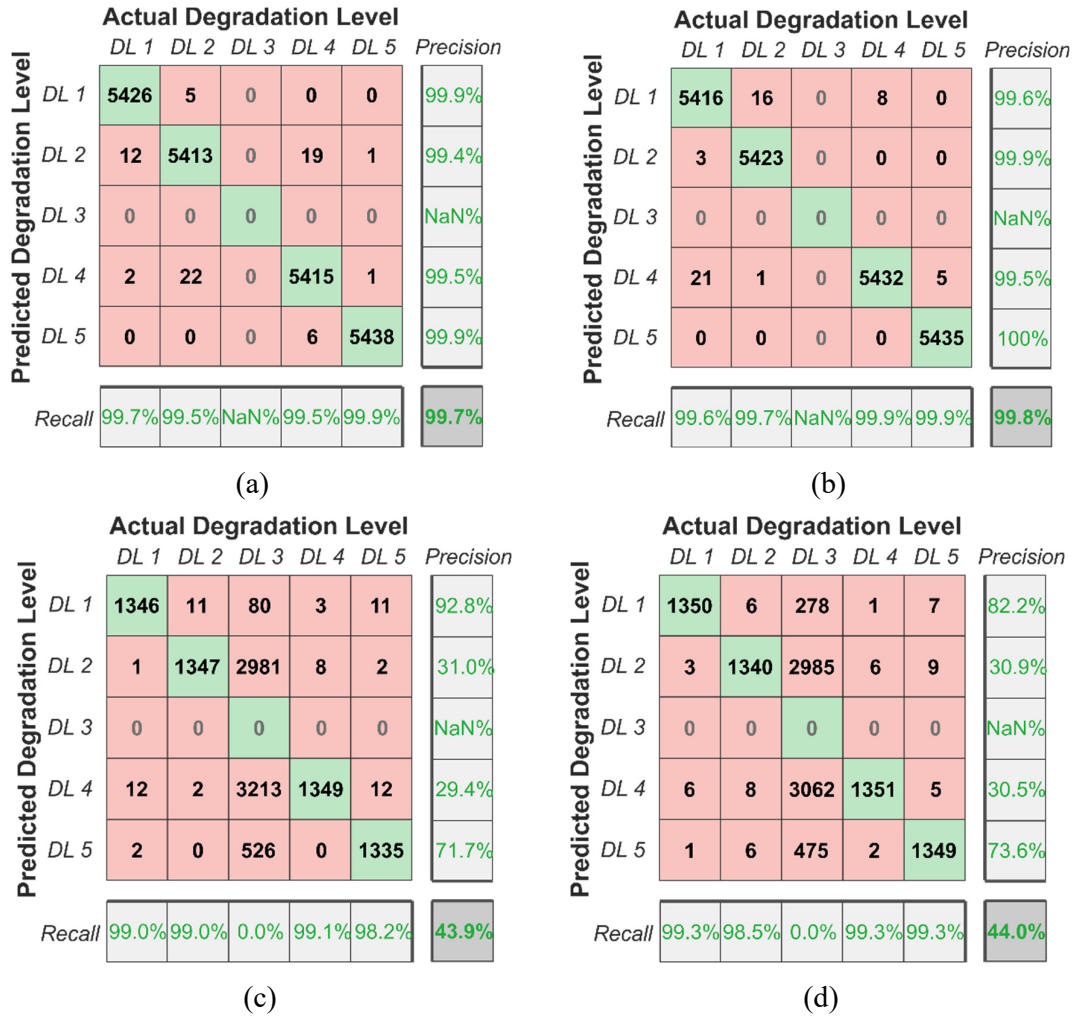 Actual Degradation Level
DL 1 DL 2 DL 3 DL 4 DL 5 Precision
Predicted Degradation Level
DL 1 5426 5 0 0 0 99.9%
DL 2 12 5413 0 19 1 99.4%
DL 3 0 0 0 0 0 NaN%
DL 4 2 22 0 5415 1 99.5%
DL 5 0 0 0 6 5438 99.9%
Recall 99.7% 99.5% NaN% 99.5% 99.9% 99.7%
(a)
Actual Degradation Level
DL 1 DL 2 DL 3 DL 4 DL 5 Precision
Predicted Degradation Level
DL 1 5416 16 0 8 0 99.6%
DL 2 3 5423 0 0 0 99.9%
DL 3 0 0 0 0 0 NaN%
DL 4 21 1 0 5432 5 99.5%
DL 5 0 0 0 0 5435 100%
Recall 99.6% 99.7% NaN% 99.9% 99.9% 99.8%
(b)
Actual Degradation Level
DL 1 DL 2 DL 3 DL 4 DL 5 Precision
Predicted Degradation Level
DL 1 1346 11 80 3 11 92.8%
DL 2 1 1347 2981 8 2 31.0%
DL 3 0 0 0 0 0 NaN%
DL 4 12 2 3213 1349 12 29.4%
DL 5 2 0 526 0 1335 71.7%
Recall 99.0% 99.0% 0.0% 99.1% 98.2% 43.9%
(c)
Actual Degradation Level
DL 1 DL 2 DL 3 DL 4 DL 5 Precision
Predicted Degradation Level
DL 1 1350 6 278 1 7 82.2%
DL 2 3 1340 2985 6 9 30.9%
DL 3 0 0 0 0 0 NaN%
DL 4 6 8 3062 1351 5 30.5%
DL 5 1 6 475 2 1349 73.6%
Recall 99.3% 98.5% 0.0% 99.3% 99.3% 44.0%
(d)